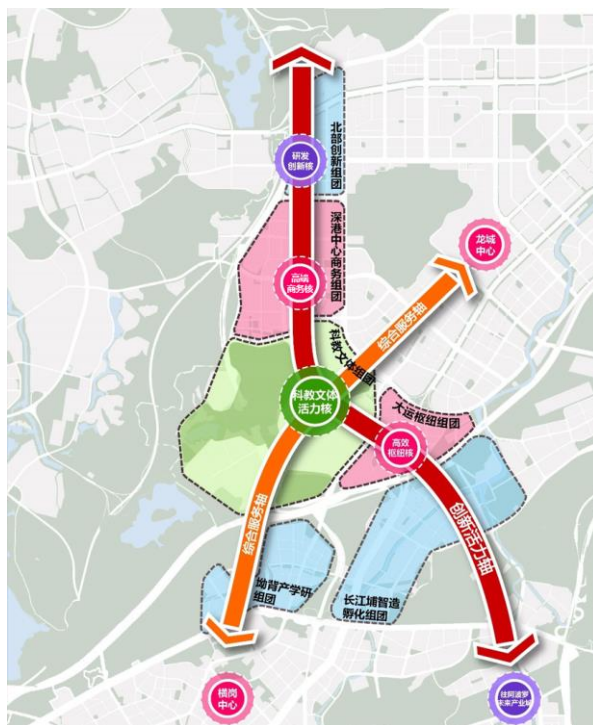 北部创新组团
研发
创新核
深港中心商务组团
龙城
中心
高端
商务核
综合服务轴
科教文体组团
科教文体
活力核
大运枢纽组团
高效
枢纽核
综合服务轴
创新活力轴
坳背产学研
组团
长江埔智造
孵化组团
横岗
中心
往阿波罗
未来产业城